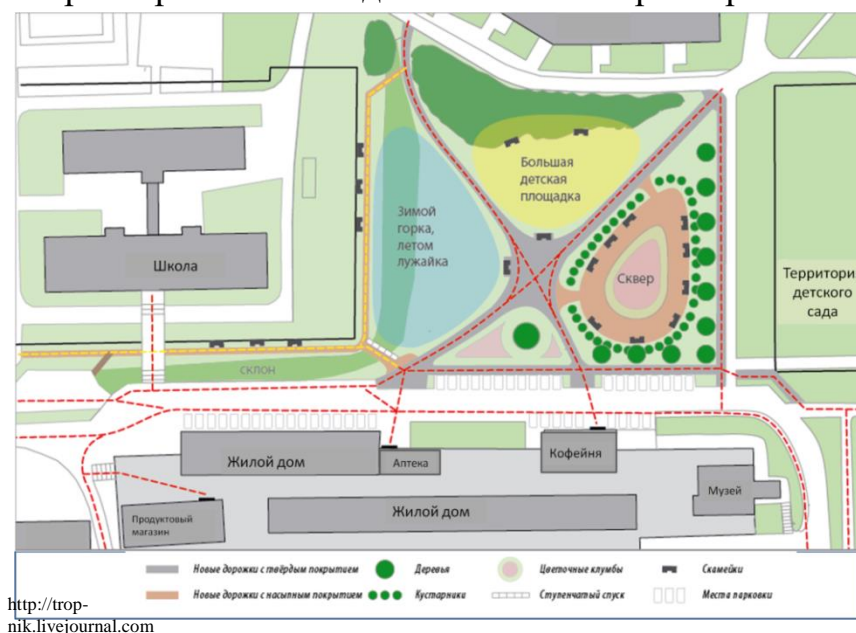 Большая
детская
площадка
Зимой
горка,
летом
лужайка
Школа
Сквер
Территория
детского
сада
СКЛОН
Жилой дом
Аптека
Кофейня
Музей
Продуктовый
магазин
Жилой дом
Новые дорожки с твёрдым покрытием
Деревья
Цветочные клумбы
Скамейки
Новые дорожки с насыпным покрытием
Кустарники
Ступенчатый спуск
Места парковки
http://trop-
nik.livejournal.com